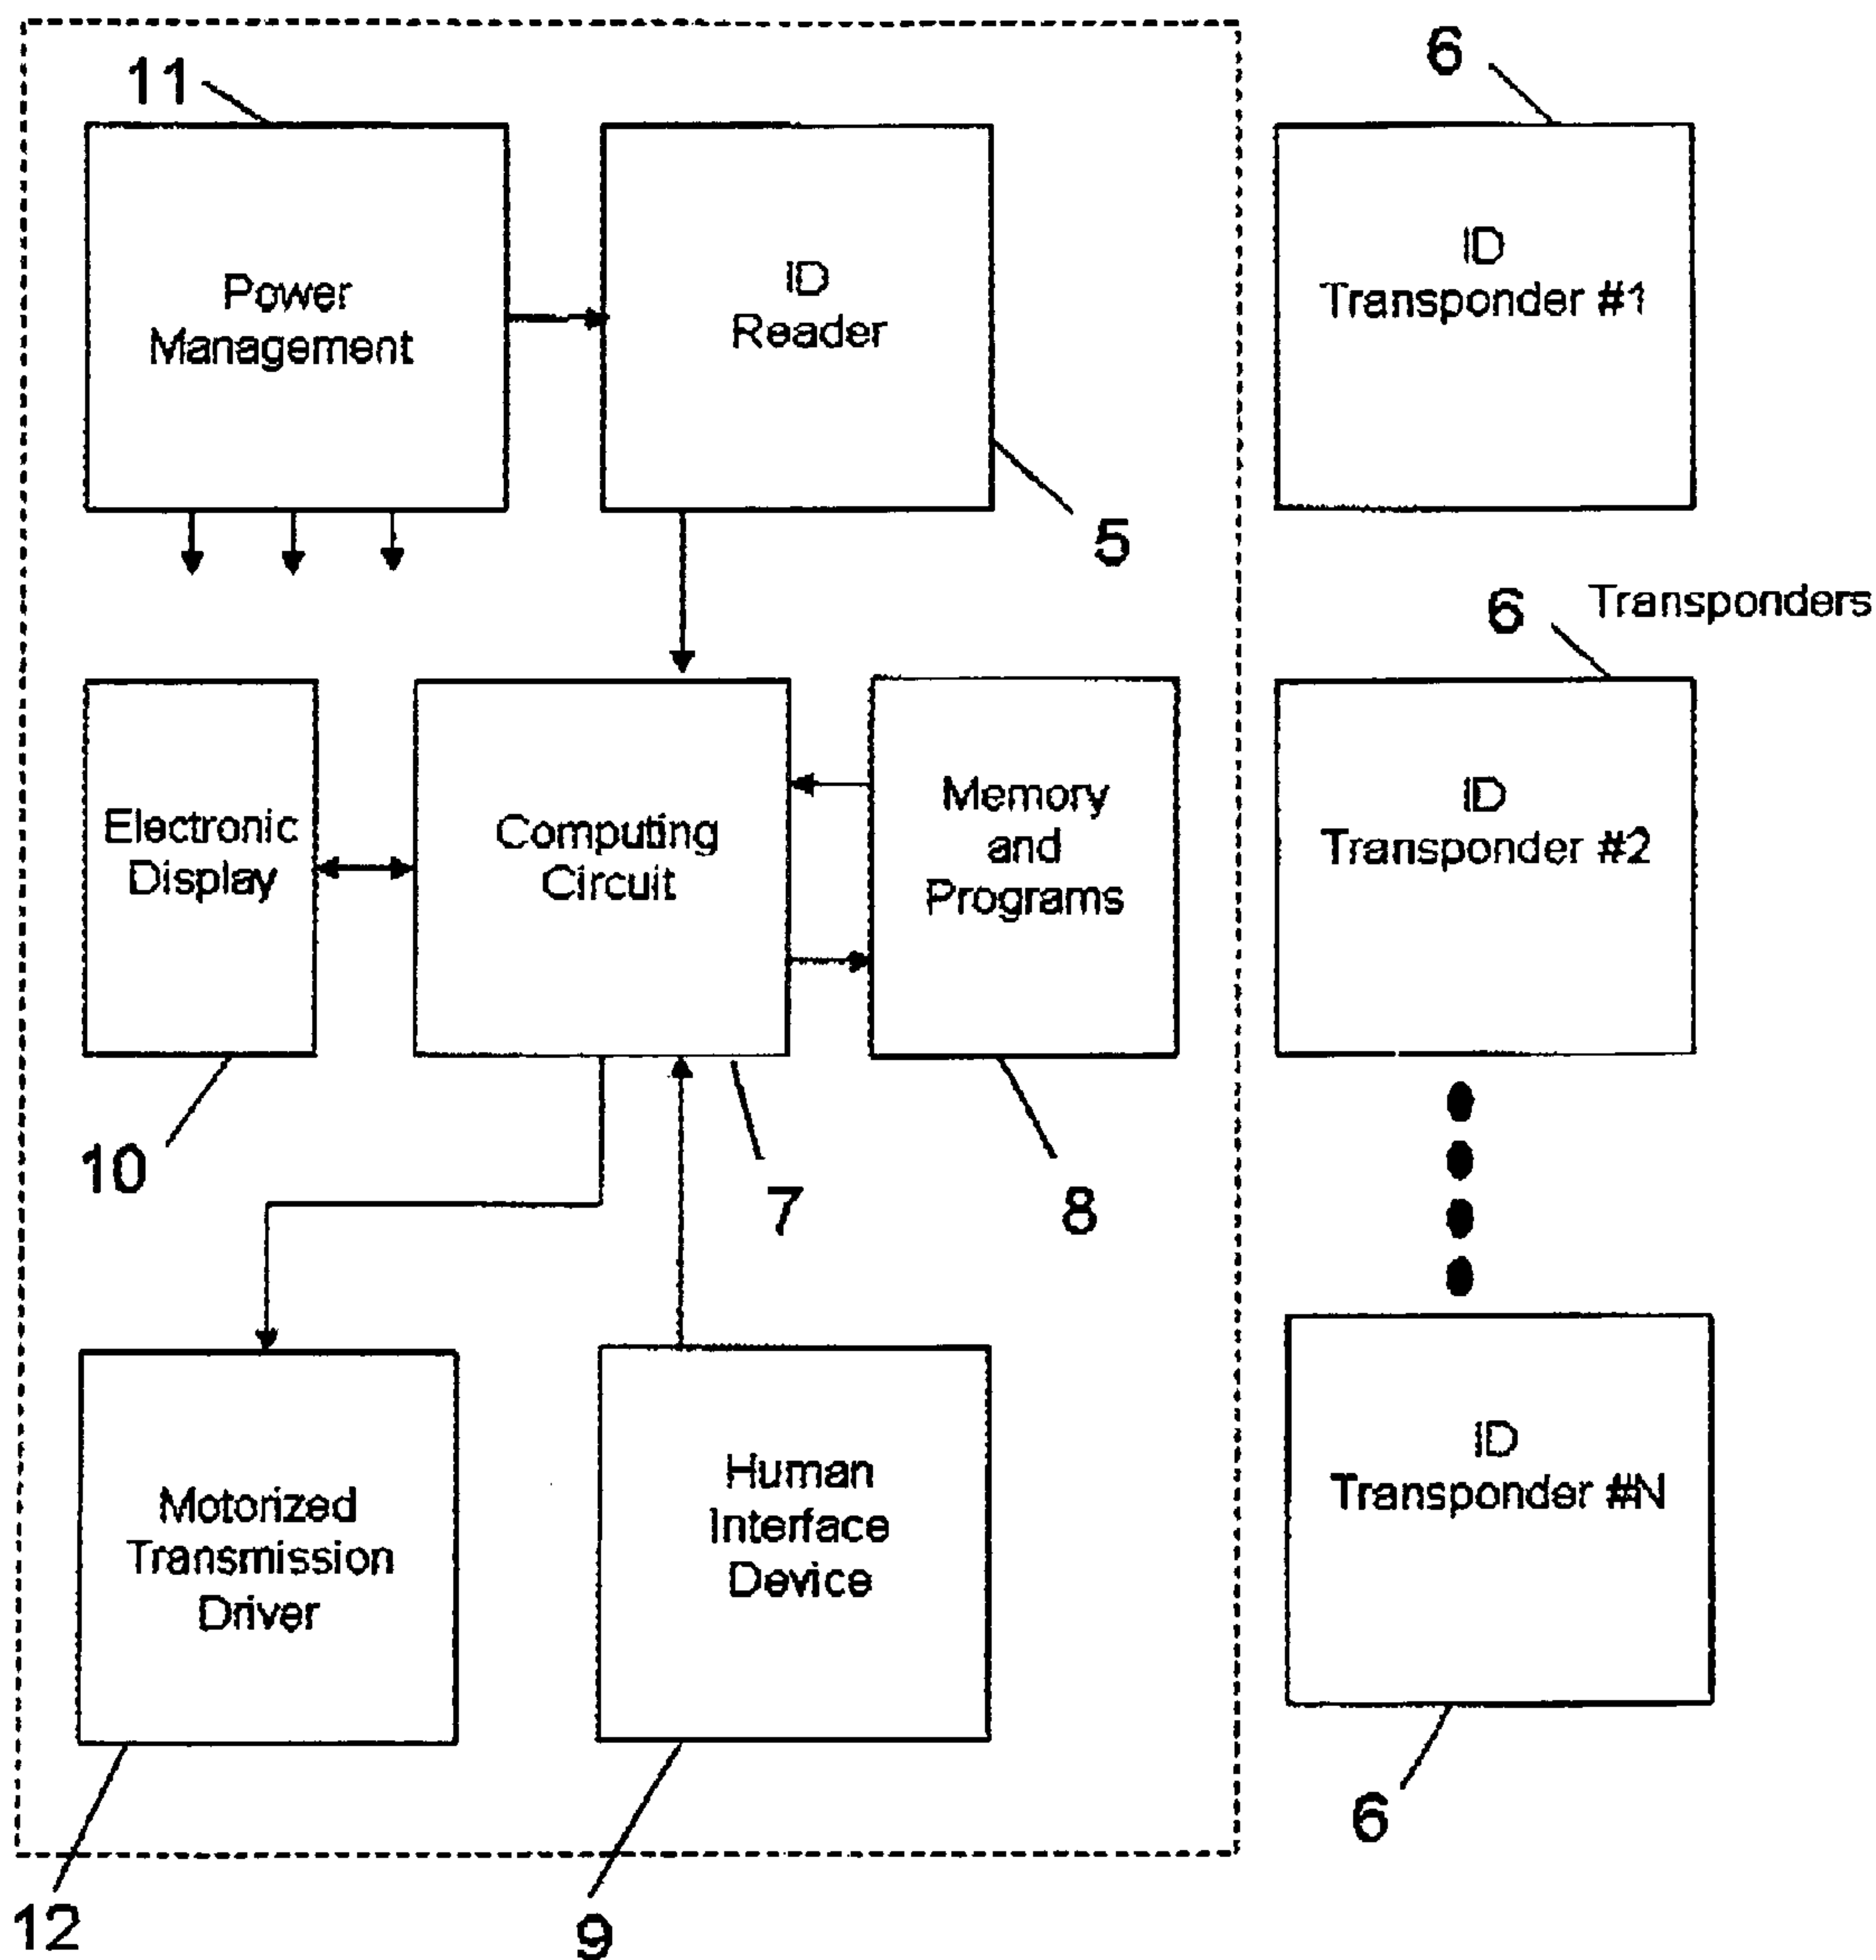 11
6
Power
Management
ID
Reader
ID
Transponder #1
5
6 Transponders
Electronic
Display
Computing
Circuit
Memory
and
Programs
ID
Transponder #2
10
7
8
Motorized
Transmission
Driver
Human
Interface
Device
ID
Transponder #N
6
12
9